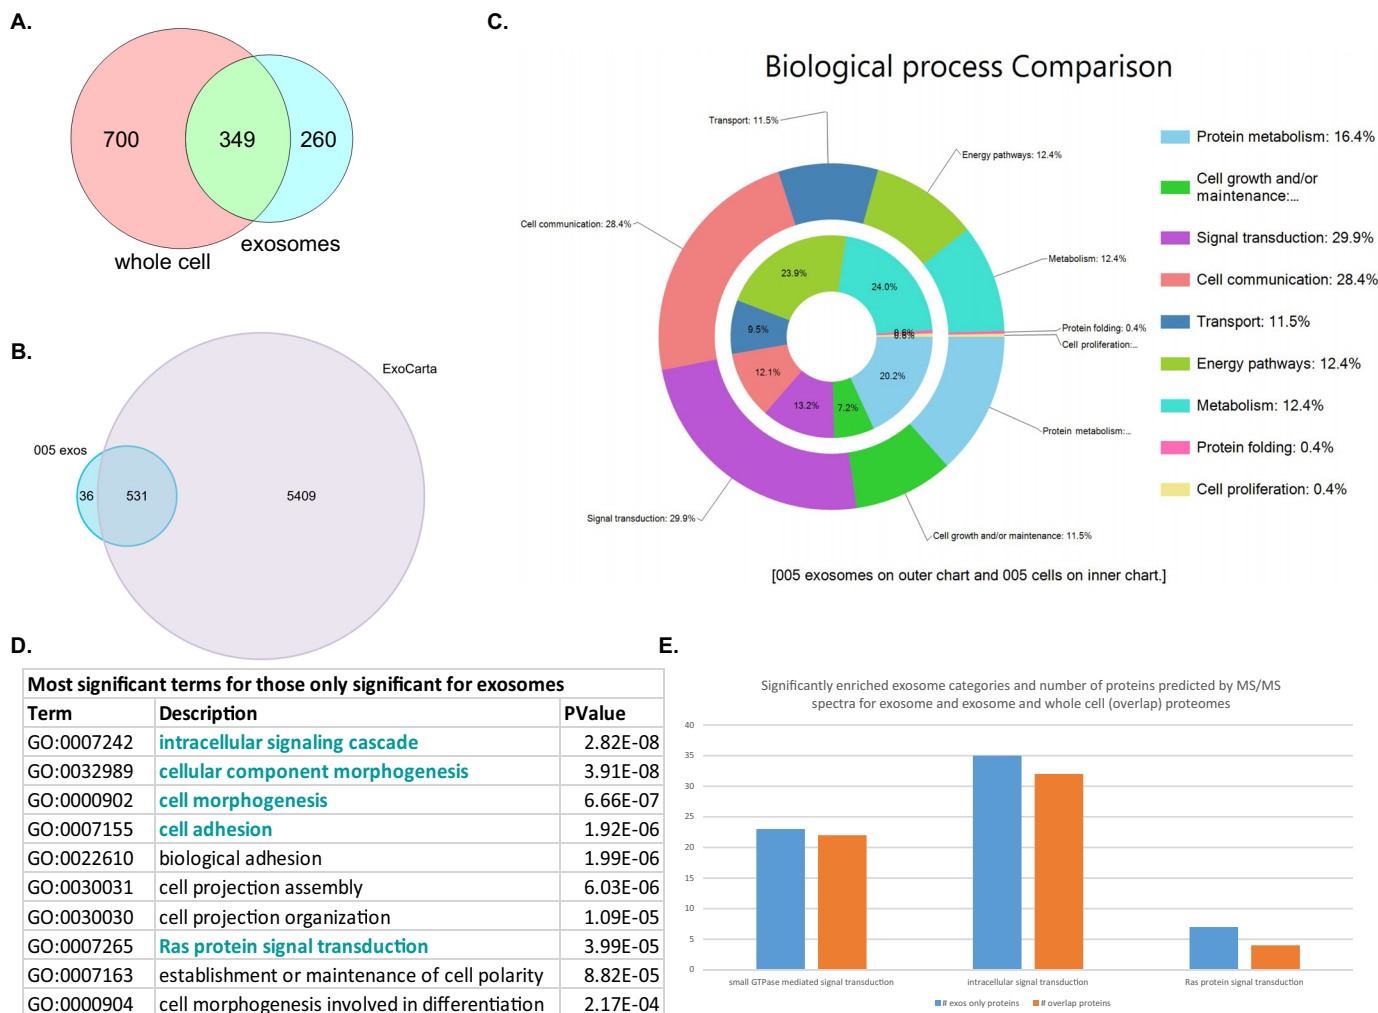 A.
700
349
260
exosomes
whole cell
B.
ExoCarta
005 exos
36
531
5409
C.
Biological process Comparison
Transport: 11.5%
Energy pathways: 12.4%
Cell communication: 28.4%
Metabolism: 12.4%
Protein folding: 0.4%
Cell proliferation:...
Protein metabolism:...
Signal transduction: 29.9%
Cell growth and/or maintenance: 11.5%
23.9%
24.0%
9.5%
12.1%
13.2%
7.2%
20.2%
Protein metabolism: 16.4%
Cell growth and/or
maintenance:...
Signal transduction: 29.9%
Cell communication: 28.4%
Transport: 11.5%
Energy pathways: 12.4%
Metabolism: 12.4%
Protein folding: 0.4%
Cell proliferation: 0.4%
[005 exosomes on outer chart and 005 cells on inner chart.]
D.
Most significant terms for those only significant for exosomes
Term Description PValue
GO:0007242 intracellular signaling cascade 2.82E-08
GO:0032989 cellular component morphogenesis 3.91E-08
GO:0000902 cell morphogenesis 6.66E-07
GO:0007155 cell adhesion 1.92E-06
GO:0022610 biological adhesion 1.99E-06
GO:0030031 cell projection assembly 6.03E-06
GO:0030030 cell projection organization 1.09E-05
GO:0007265 Ras protein signal transduction 3.99E-05
GO:0007163 establishment or maintenance of cell polarity 8.82E-05
GO:0000904 cell morphogenesis involved in differentiation 2.17E-04
E.
Significantly enriched exosome categories and number of proteins predicted by MS/MS
spectra for exosome and exosome and whole cell (overlap) proteomes
40
35
30
25
20
15
10
5
0
small GTPase mediated signal transduction
intracellular signal transduction
Ras protein signal transduction
# exos only proteins # overlap proteins